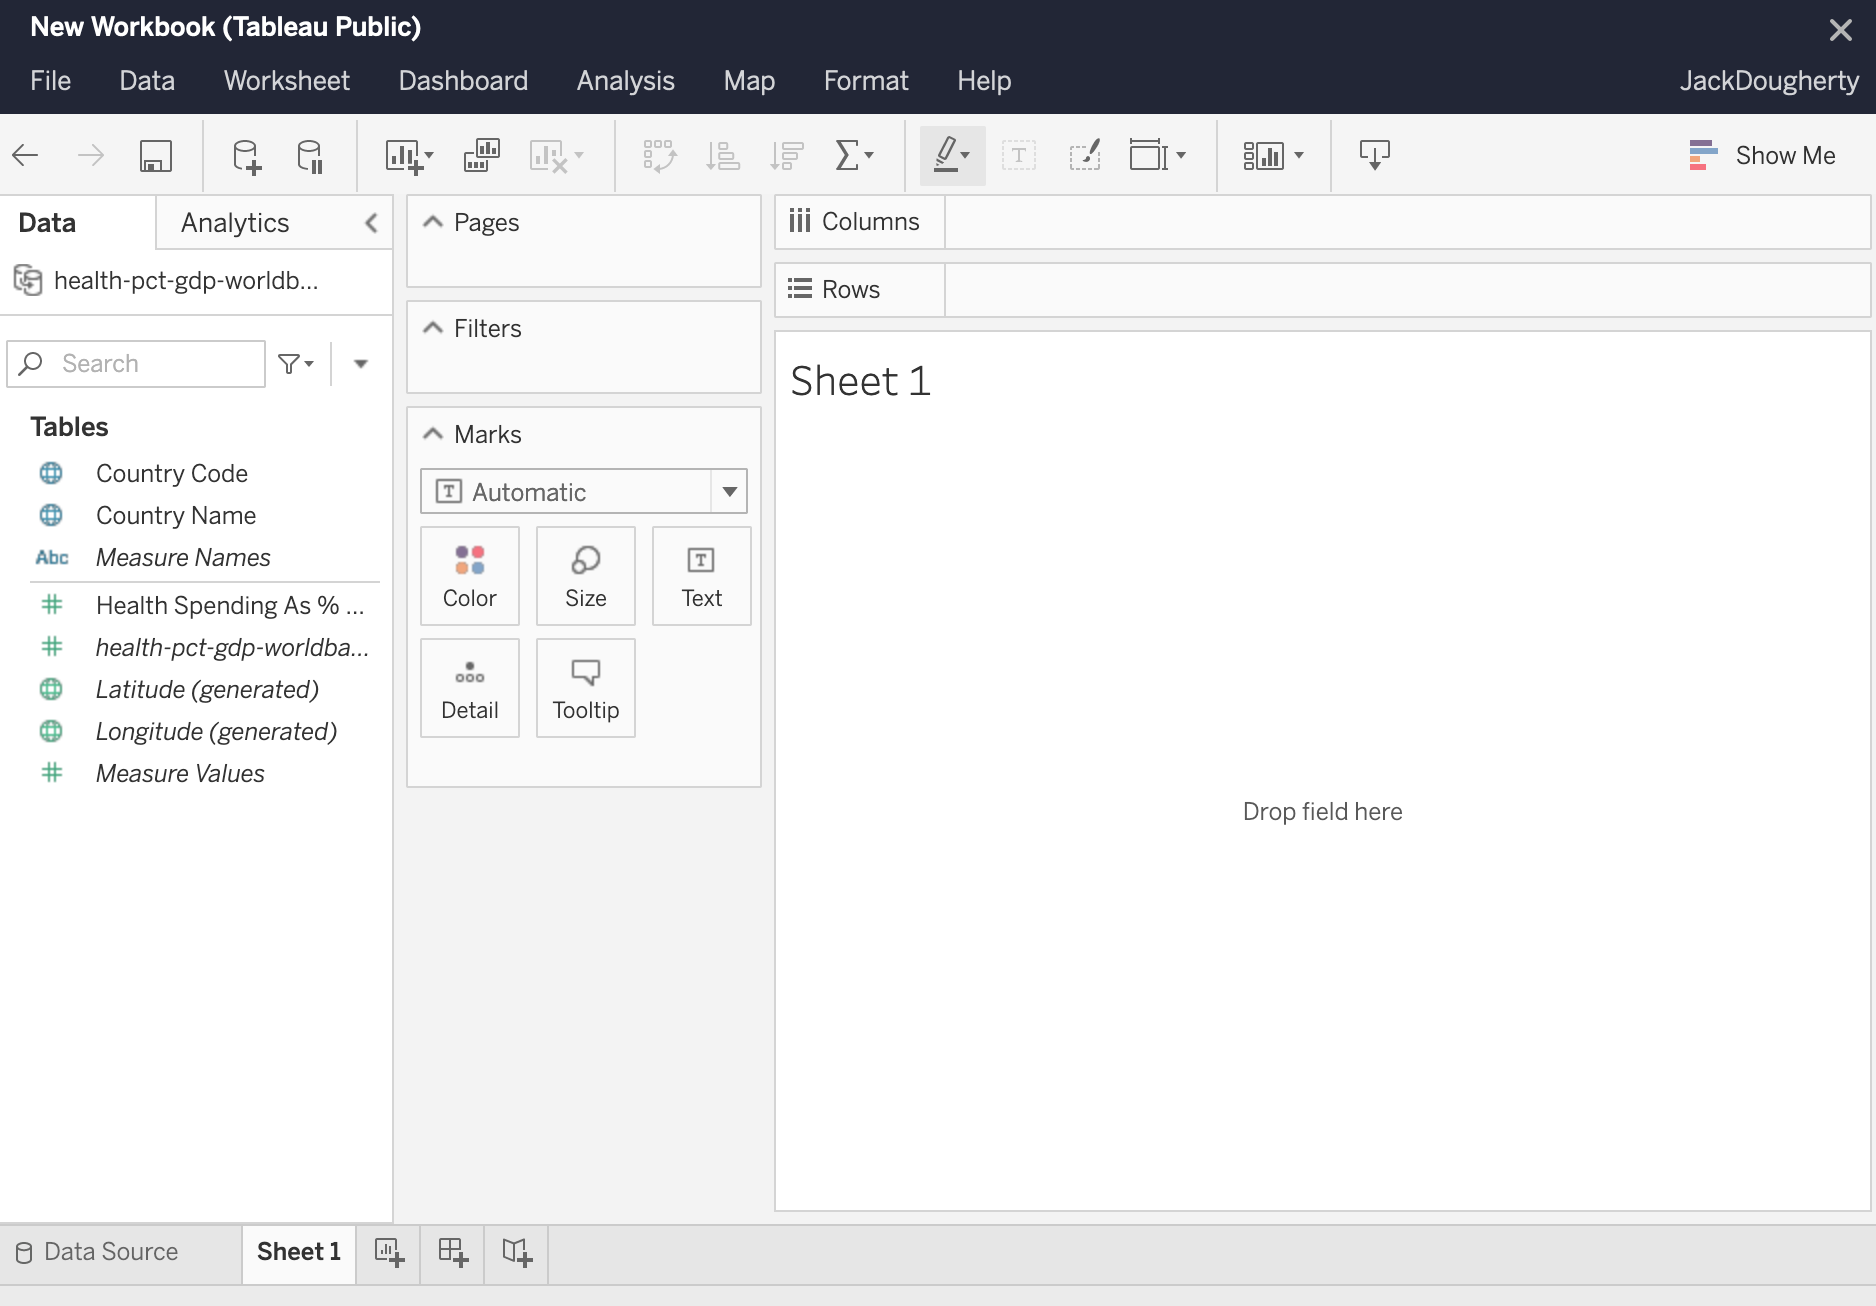 New Workbook (Tableau Public)
File Data Worksheet Dashboard Analysis Map Format Help JackDougherty
Show Me
Data Analytics
health-pct-gdp-worldb...
Search
Tables
Country Code
Country Name
Abc Measure Names
Health Spending As % ...
health-pct-gdp-worldba...
Latitude (generated)
Longitude (generated)
Measure Values
Pages
Filters
Marks
Automatic
Color Size Text
Detail Tooltip
Columns
Rows
Sheet 1
Drop field here
Data Source Sheet 1